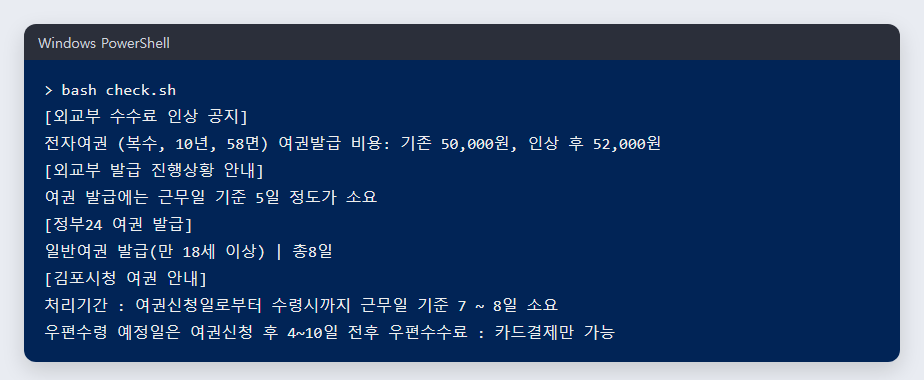 Windows PowerShell
> bash check.sh
[외교부 수수료 인상 공지]
전자여권 (복수, 10년, 58면) 여권발급 비용: 기존 50,000원, 인상 후 52,000원
[외교부 발급 진행상황 안내]
여권 발급에는 근무일 기준 5일 정도가 소요
[정부24 여권 발급]
일반여권 발급(만 18세 이상) | 총8일
[김포시청 여권 안내]
처리기간 : 여권신청일로부터 수령시까지 근무일 기준 7 ~ 8일 소요
우편수령 예정일은 여권신청 후 4~10일 전후 우편수수료 : 카드결제만 가능